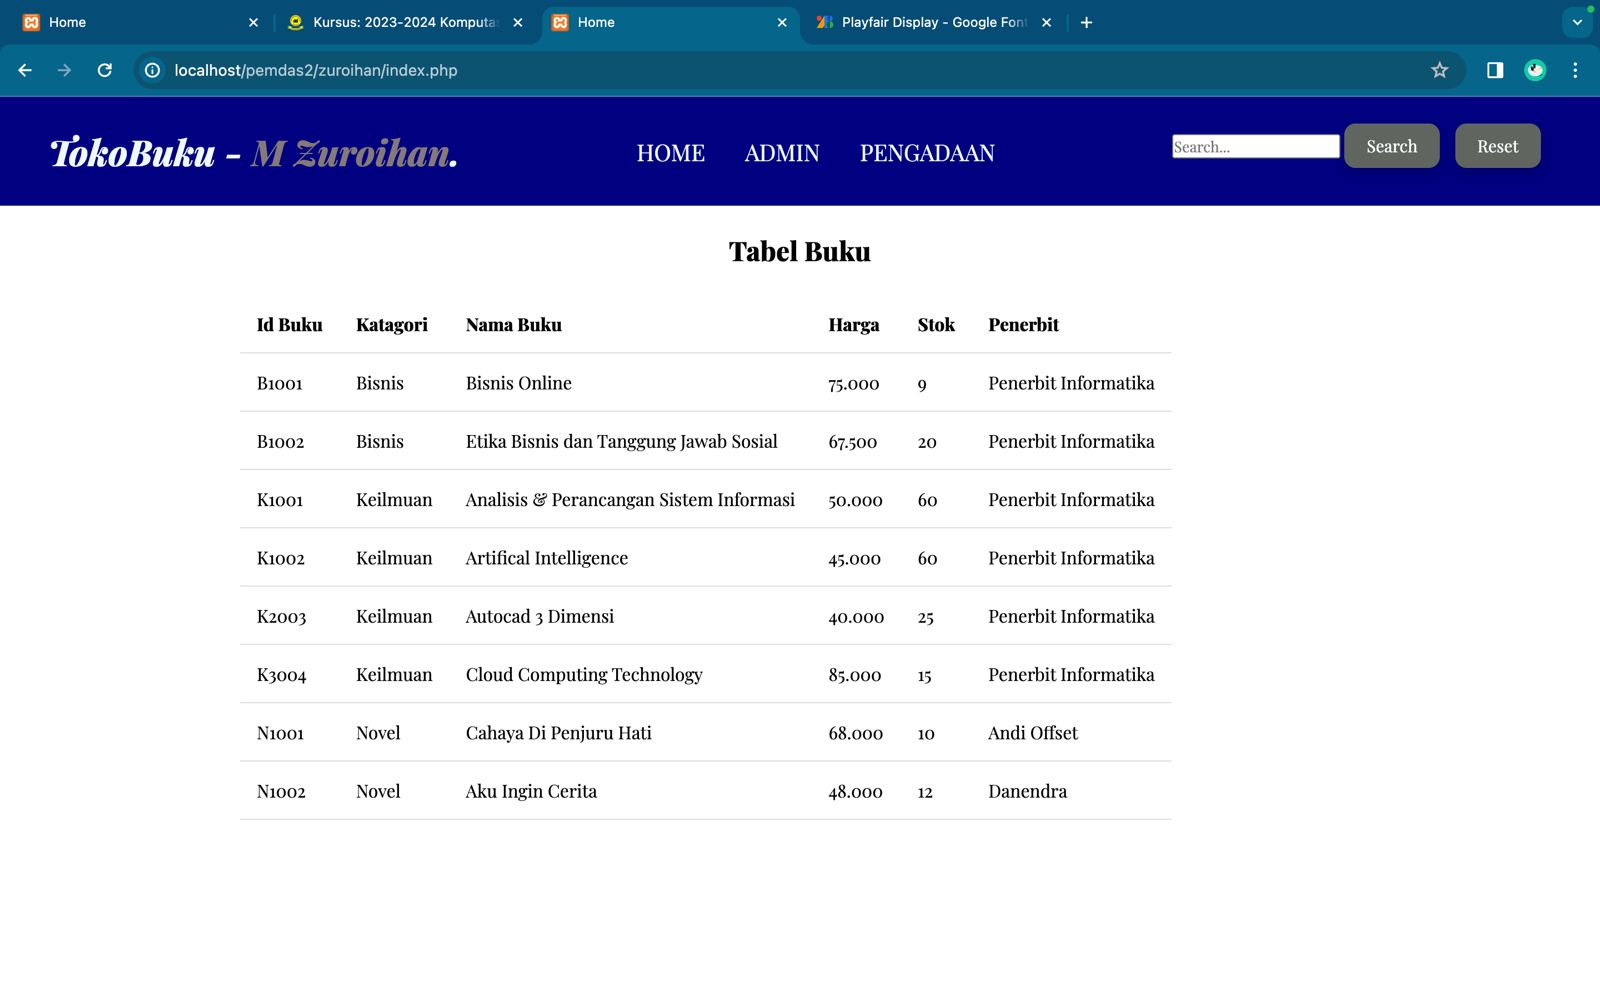 Home
Kursus: 2023-2024 Komputa
Home
Playfair Display - Google Font
localhost/pemdas2/zuroihan/index.php
TokoBuku - M Zuroihan.
HOME ADMIN PENGADAAN
Search... Search Reset
Tabel Buku
Id Buku Katagori Nama Buku Harga Stok Penerbit
B1001 Bisnis Bisnis Online 75.000 9 Penerbit Informatika
B1002 Bisnis Etika Bisnis dan Tanggung Jawab Sosial 67.500 20 Penerbit Informatika
K1001 Keilmuan Analisis & Perancangan Sistem Informasi 50.000 60 Penerbit Informatika
K1002 Keilmuan Artifical Intelligence 45.000 60 Penerbit Informatika
K2003 Keilmuan Autocad 3 Dimensi 40.000 25 Penerbit Informatika
K3004 Keilmuan Cloud Computing Technology 85.000 15 Penerbit Informatika
N1001 Novel Cahaya Di Penjuru Hati 68.000 10 Andi Offset
N1002 Novel Aku Ingin Cerita 48.000 12 Danendra